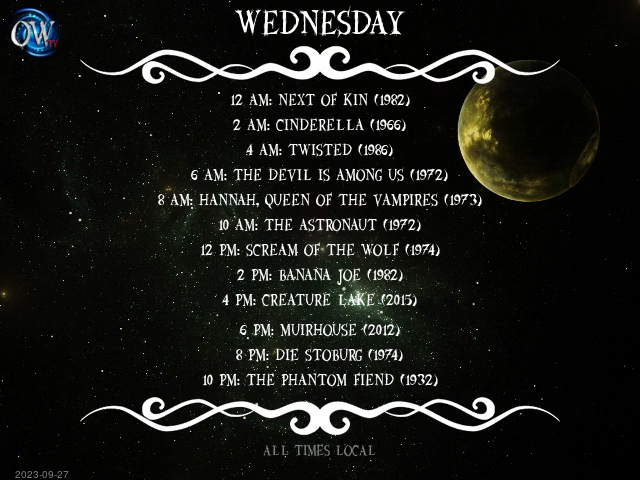 OW TV
WEDNESDAY
12 AM: NEXT OF KIN (1982)
2 AM: CINDERELLA (1966)
4 AM: TWISTED (1986)
6 AM: THE DEVIL IS AMONG US (1972)
8 AM: HANNAH, QUEEN OF THE VAMPIRES (1973)
10 AM: THE ASTRONAUT (1972)
12 PM: SCREAM OF THE WOLF (1974)
2 PM: BANANA JOE (1982)
4 PM: CREATURE LAKE (2015)
6 PM: MUIRHOUSE (2012)
8 PM: DIE STOBURG (1974)
10 PM: THE PHANTOM FIEND (1932)
ALL TIMES LOCAL
2023-09-27